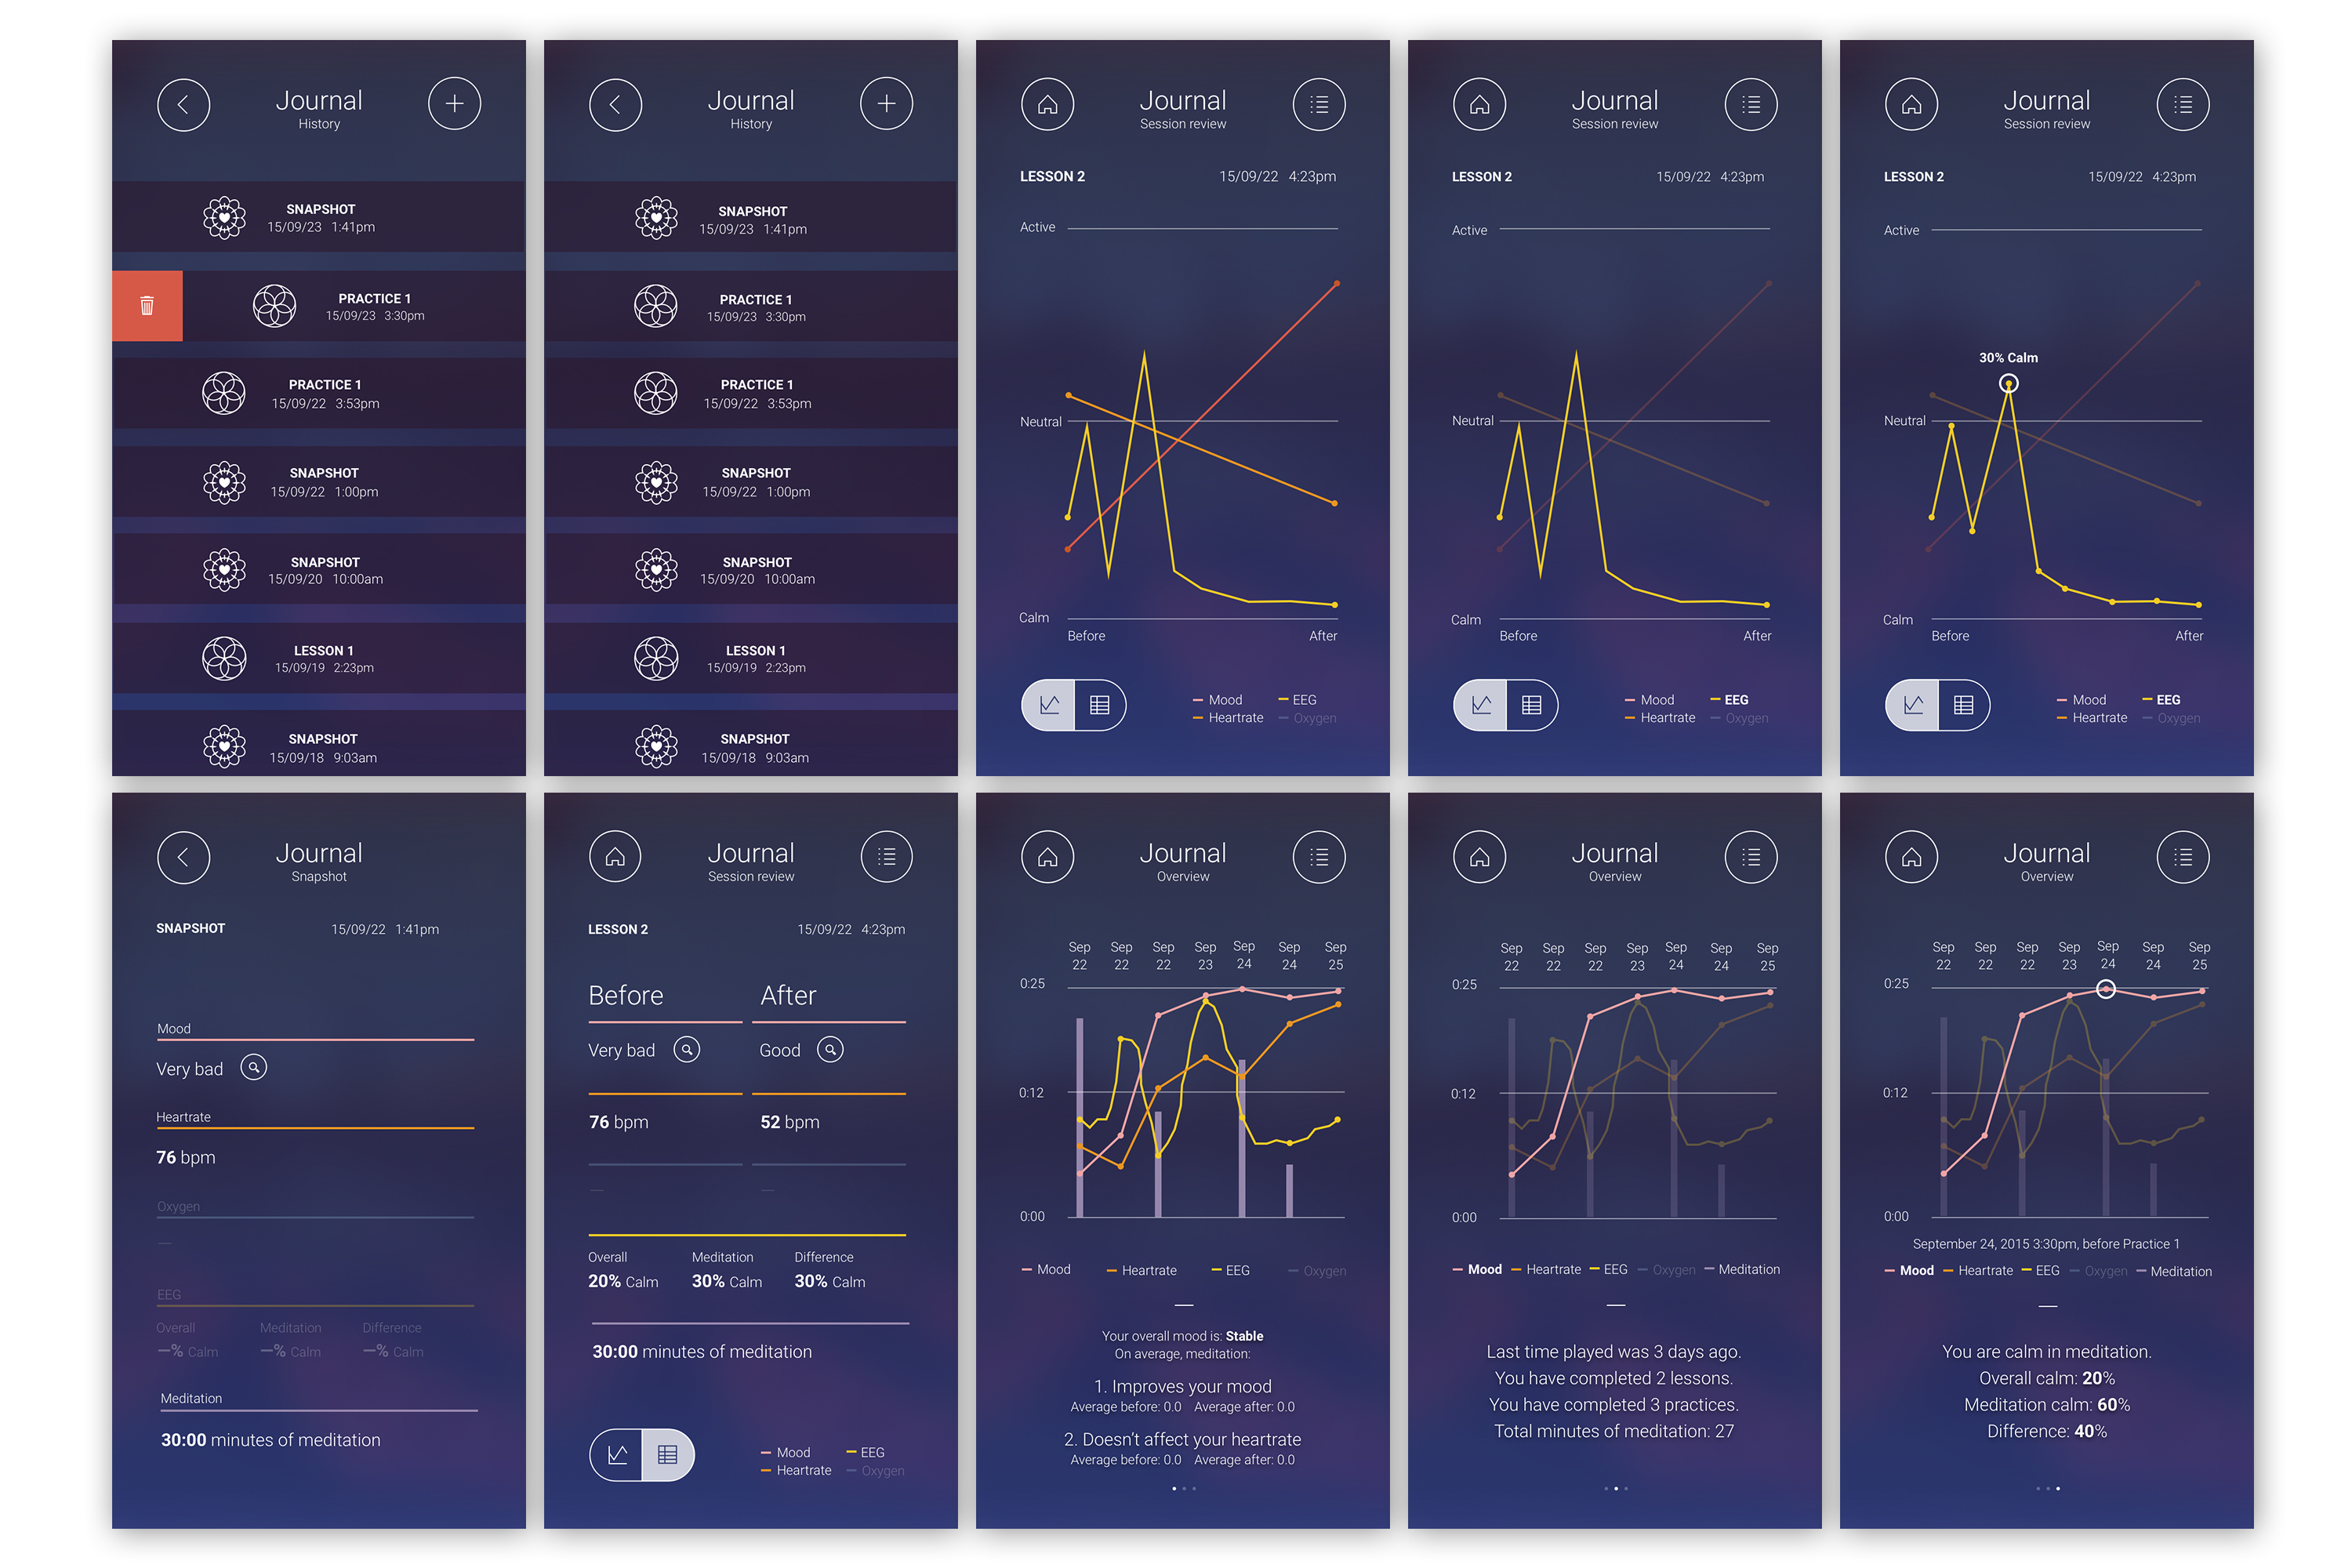 Journal
History
SNAPSHOT
15/09/23 1:41pm
PRACTICE 1
15/09/23 3:30pm
PRACTICE 1
15/09/22 3:53pm
SNAPSHOT
15/09/22 1:00pm
SNAPSHOT
15/09/20 10:00am
LESSON 1
15/09/19 2:23pm
SNAPSHOT
15/09/18 9:03am
Journal
History
SNAPSHOT
15/09/23 1:41pm
PRACTICE 1
15/09/23 3:30pm
PRACTICE 1
15/09/22 3:53pm
SNAPSHOT
15/09/22 1:00pm
SNAPSHOT
15/09/20 10:00am
LESSON 1
15/09/19 2:23pm
SNAPSHOT
15/09/18 9:03am
Journal
Session review
LESSON 2 15/09/22 4:23pm
Active
Neutral
Calm
Before After
Mood EEG
Heartrate Oxygen
Journal
Session review
LESSON 2 15/09/22 4:23pm
Active
Neutral
Calm
Before After
Mood EEG
Heartrate Oxygen
Journal
Session review
LESSON 2 15/09/22 4:23pm
Active
30% Calm
Neutral
Calm
Before After
Mood EEG
Heartrate Oxygen
Journal
Snapshot
SNAPSHOT 15/09/22 1:41pm
Mood
Very bad
Heartrate
76 bpm
Oxygen
—
EEG
Overall Meditation Difference
—% Calm —% Calm —% Calm
Meditation
30:00 minutes of meditation
Journal
Session review
LESSON 2 15/09/22 4:23pm
Before After
Very bad Good
76 bpm 52 bpm
— —
Overall Meditation Difference
20% Calm 30% Calm 30% Calm
30:00 minutes of meditation
Mood EEG
Heartrate Oxygen
Journal
Overview
Sep Sep Sep Sep Sep Sep Sep
22 22 22 23 24 24 25
0:25
0:12
0:00
Mood Heartrate EEG Oxygen
Your overall mood is: Stable
On average, meditation:
1. Improves your mood
Average before: 0.0 Average after: 0.0
2. Doesn't affect your heartrate
Average before: 0.0 Average after: 0.0
Journal
Overview
Sep Sep Sep Sep Sep Sep Sep
22 22 22 23 24 24 25
0:25
0:12
0:00
Mood Heartrate EEG Oxygen Meditation
Last time played was 3 days ago.
You have completed 2 lessons.
You have completed 3 practices.
Total minutes of meditation: 27
Journal
Overview
Sep Sep Sep Sep Sep Sep Sep
22 22 22 23 24 24 25
0:25
0:12
0:00
September 24, 2015 3:30pm, before Practice 1
Mood Heartrate EEG Oxygen Meditation
You are calm in meditation.
Overall calm: 20%
Meditation calm: 60%
Difference: 40%